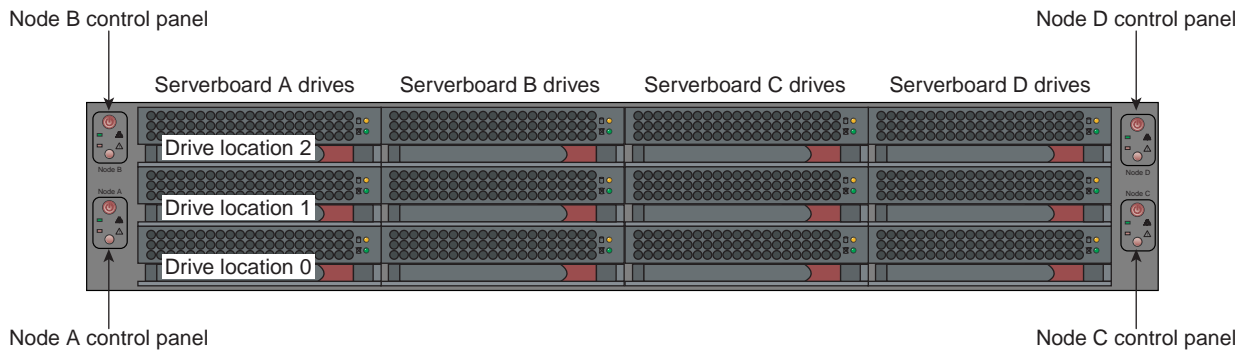 Node B control panel
Node D control panel
Serverboard A drives
Serverboard B drives
Serverboard C drives
Serverboard D drives
Drive location 2
Node B
Node D
Node A
Node C
Drive location 1
Drive location 0
Node A control panel
Node C control panel